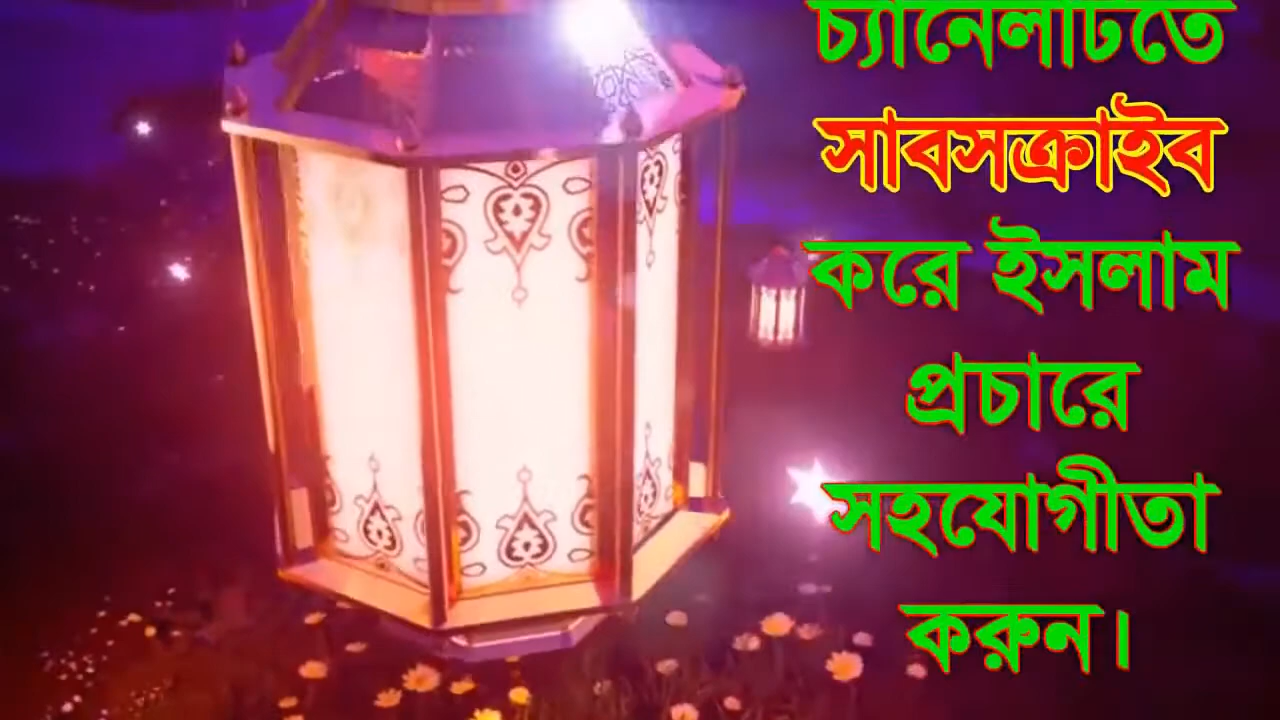 চ্যানেলটিতে
সাবসক্রাইব
করে ইসলাম
প্রচারে
সহযোগীতা
করুন।